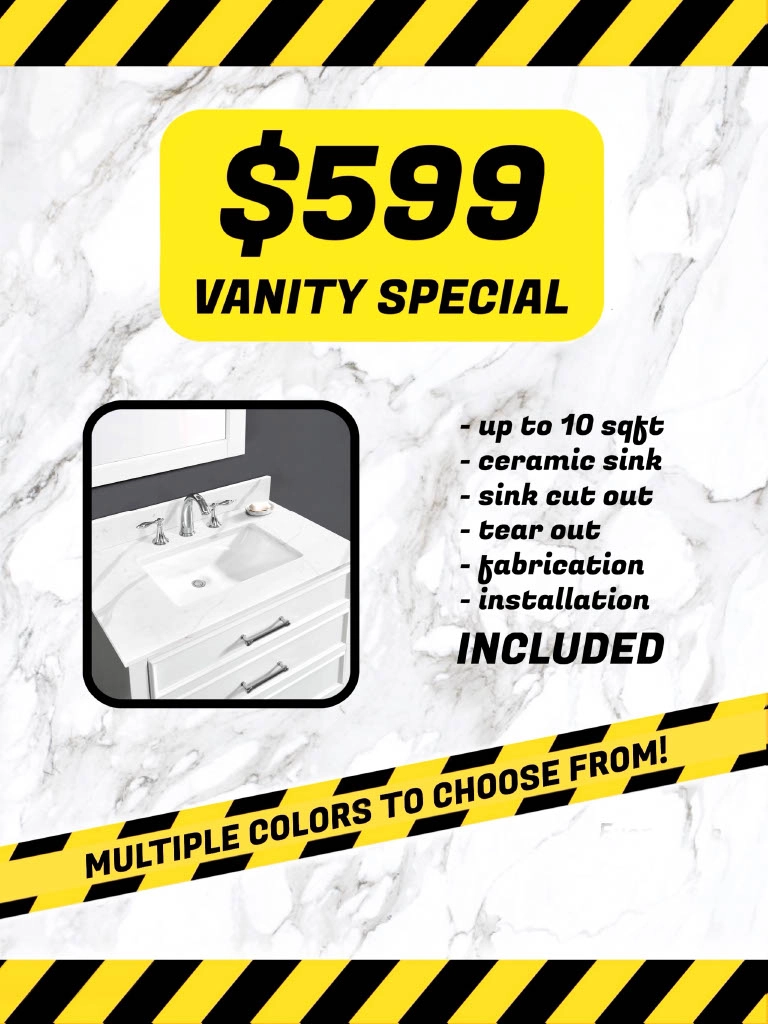 $599
VANITY SPECIAL
- up to 10 sqft
- ceramic sink
- sink cut out
- tear out
- fabrication
- installation
INCLUDED
MULTIPLE COLORS TO CHOOSE FROM!